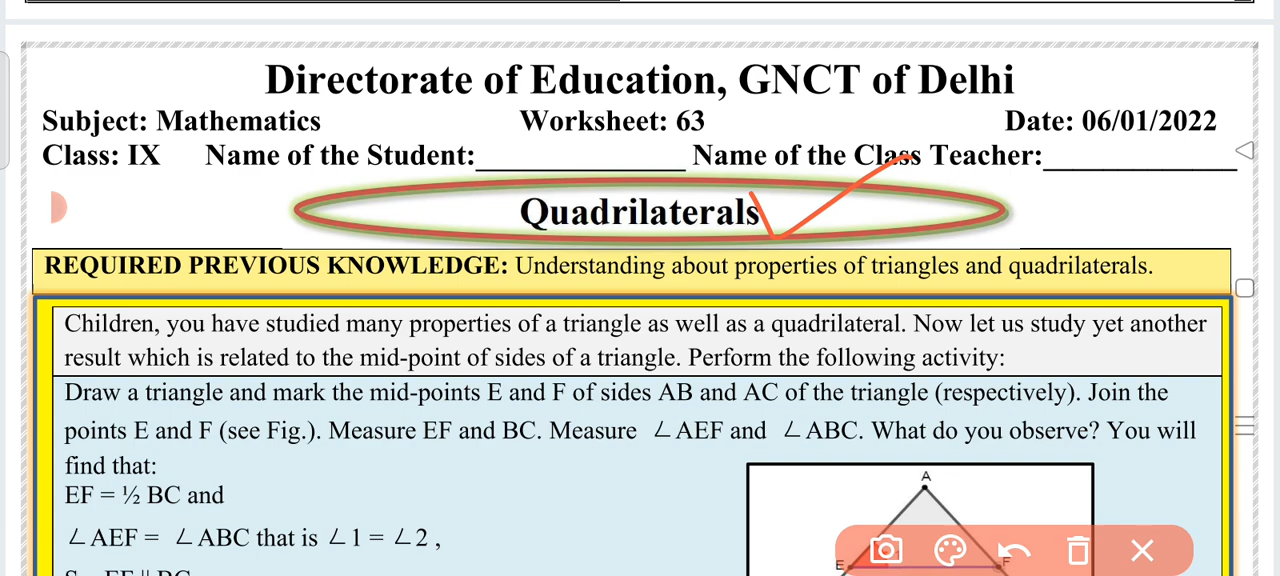 Directorate of Education, GNCT of Delhi
Subject: Mathematics Worksheet: 63 Date: 06/01/2022
Class: IX Name of the Student:______________ Name of the Class Teacher:_____________
Quadrilaterals
REQUIRED PREVIOUS KNOWLEDGE: Understanding about properties of triangles and quadrilaterals.
Children, you have studied many properties of a triangle as well as a quadrilateral. Now let us study yet another
result which is related to the mid-point of sides of a triangle. Perform the following activity:
Draw a triangle and mark the mid-points E and F of sides AB and AC of the triangle (respectively). Join the
points E and F (see Fig.). Measure EF and BC. Measure ∠AEF and ∠ABC. What do you observe? You will
find that:
EF = ½ BC and
∠AEF = ∠ABC that is ∠1 = ∠2 ,
A
E
F